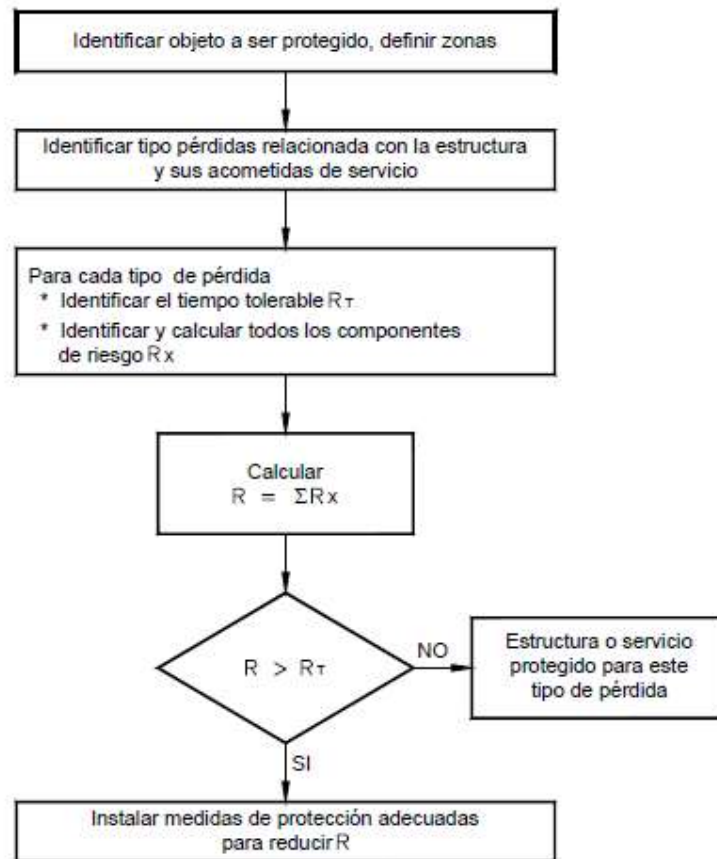 Identificar objeto a ser protegido, definir zonas
Identificar tipo pérdidas relacionada con la estructura
y sus acometidas de servicio
Para cada tipo de pérdida
* Identificar el tiempo tolerable RT
* Identificar y calcular todos los componentes
de riesgo Rx
Calcular
R = ΣRx
R > RT
NO
Estructura o servicio
protegido para este
tipo de pérdida
SI
Instalar medidas de protección adecuadas
para reducir R